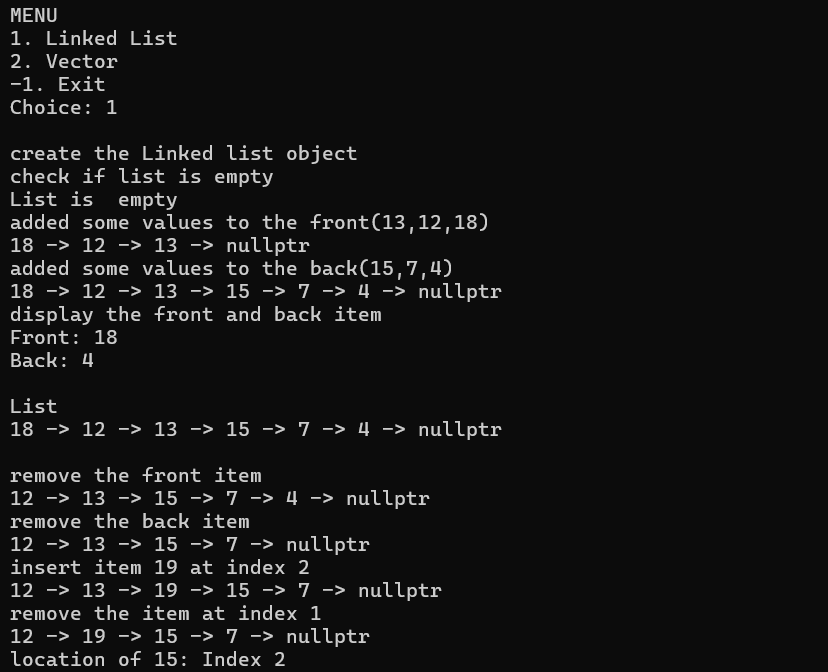 MENU
1. Linked List
2. Vector
-1. Exit
Choice: 1
create the Linked list object
check if list is empty
List is  empty
added some values to the front(13,12,18)
18 -> 12 -> 13 -> nullptr
added some values to the back(15,7,4)
18 -> 12 -> 13 -> 15 -> 7 -> 4 -> nullptr
display the front and back item
Front: 18
Back: 4
List
18 -> 12 -> 13 -> 15 -> 7 -> 4 -> nullptr
remove the front item
12 -> 13 -> 15 -> 7 -> 4 -> nullptr
remove the back item
12 -> 13 -> 15 -> 7 -> nullptr
insert item 19 at index 2
12 -> 13 -> 19 -> 15 -> 7 -> nullptr
remove the item at index 1
12 -> 19 -> 15 -> 7 -> nullptr
location of 15: Index 2